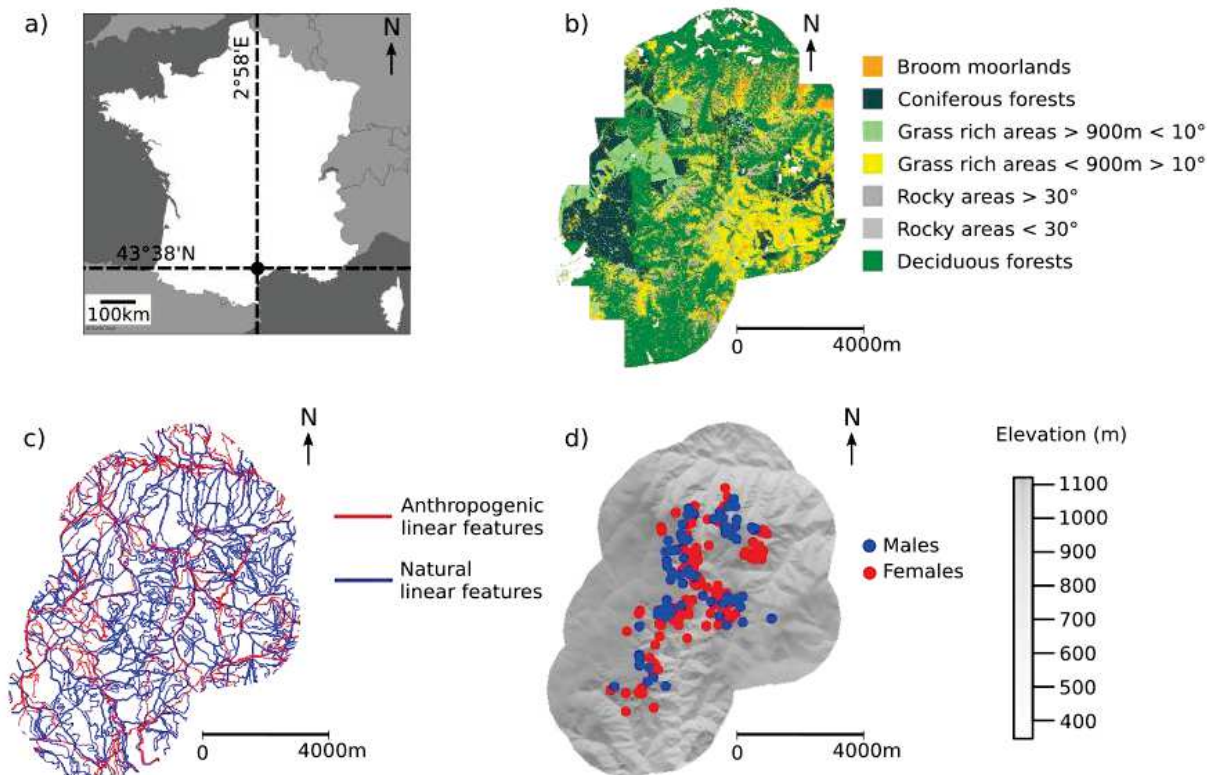 a)
N
2°58'E
43°38'N
100km
b)
N
Broom moorlands
Coniferous forests
Grass rich areas > 900m < 10°
Grass rich areas < 900m > 10°
Rocky areas > 30°
Rocky areas < 30°
Deciduous forests
0
4000m
c)
N
Anthropogenic
linear features
Natural
linear features
0
4000m
d)
N
Males
Females
0
4000m
Elevation (m)
1100
1000
900
800
700
600
500
400